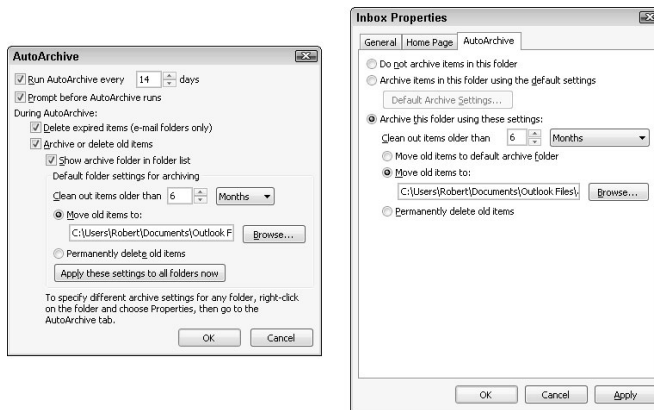 AutoArchive
Run AutoArchive every 14 days
Prompt before AutoArchive runs
During AutoArchive:
Delete expired items (e-mail folders only)
Archive or delete old items
Show archive folder in folder list
Default folder settings for archiving
Clean out items older than 6 Months
Move old items to:
C:\Users\Robert\Documents\Outlook F Browse...
Permanently delete old items
Apply these settings to all folders now
To specify different archive settings for any folder, right-click
on the folder and choose Properties, then go to the
AutoArchive tab.
OK Cancel
Inbox Properties
General Home Page AutoArchive
Do not archive items in this folder
Archive items in this folder using the default settings
Default Archive Settings...
Archive this folder using these settings:
Clean out items older than 6 Months
Move old items to default archive folder
Move old items to:
C:\Users\Robert\Documents\Outlook Files\. Browse...
Permanently delete old items
OK Cancel Apply